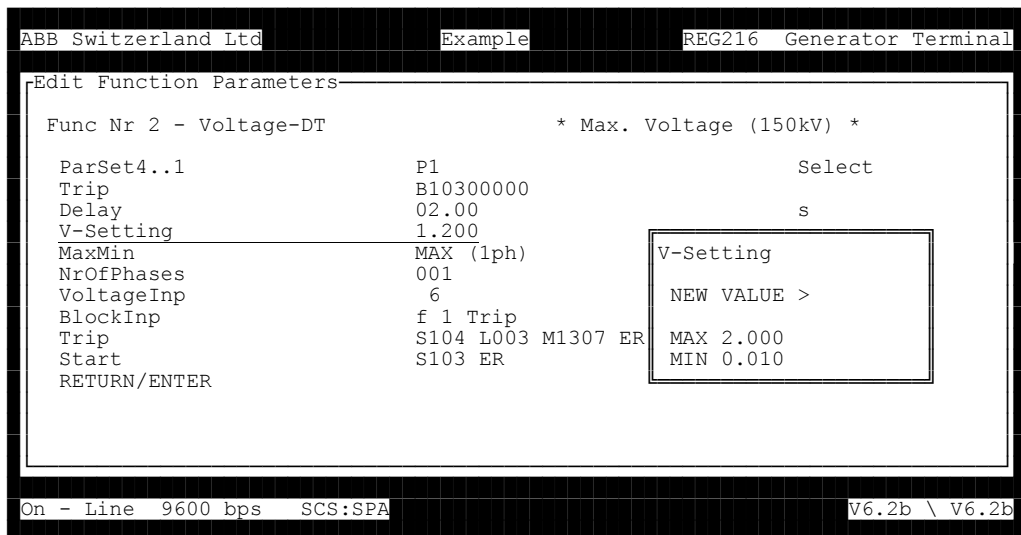 ABB Switzerland Ltd Example REG216 Generator Terminal
Edit Function Parameters
Func Nr 2 - Voltage-DT * Max. Voltage (150kV) *
ParSet4..1 P1 Select
Trip B10300000
Delay 02.00 s
V-Setting 1.200
MaxMin MAX (1ph)
NrOfPhases 001
VoltageInp 6
BlockInp f 1 Trip
Trip S104 L003 M1307 ER
Start S103 ER
RETURN/ENTER
V-Setting
NEW VALUE >
MAX 2.000
MIN 0.010
On - Line 9600 bps SCS:SPA V6.2b \ V6.2b